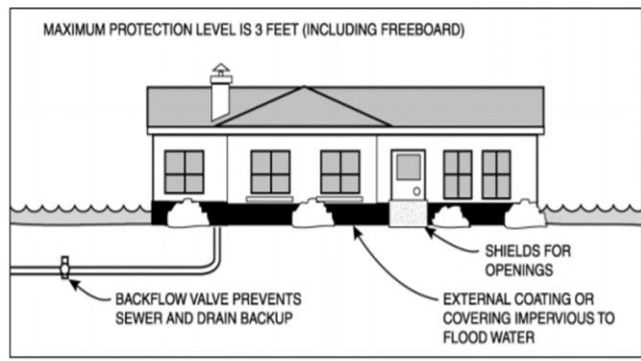 MAXIMUM PROTECTION LEVEL IS 3 FEET (INCLUDING FREEBOARD)
SHIELDS FOR
OPENINGS
BACKFLOW VALVE PREVENTS
SEWER AND DRAIN BACKUP
EXTERNAL COATING OR
COVERING IMPERVIOUS TO
FLOOD WATER